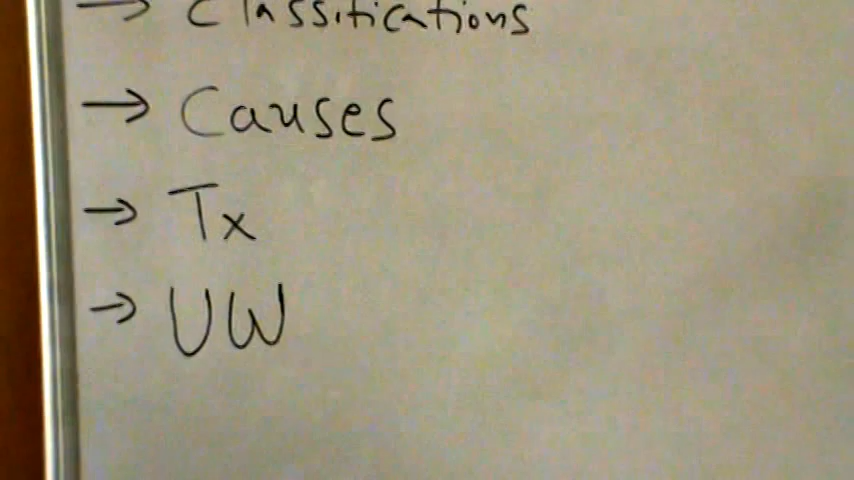 → Classifications
→ Causes
→ Tx
→ UW